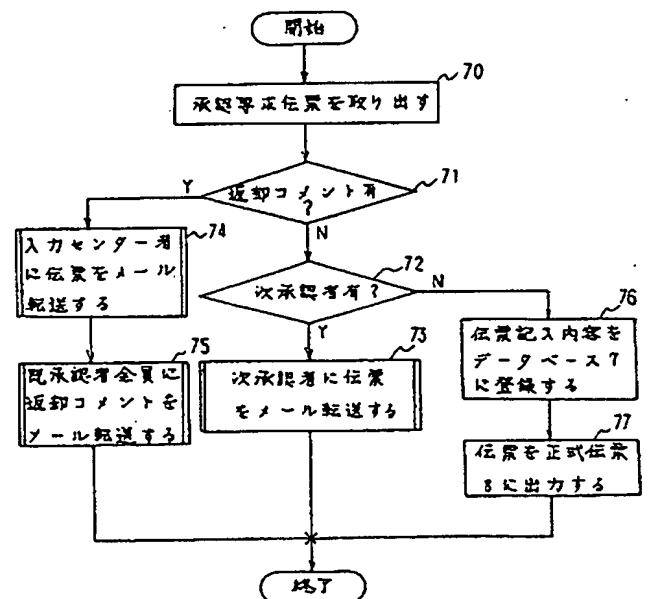 開始
70
承認要求伝票を取り出す
71
返却コメント有
?
Y
N
74
入力センター者
に伝票をメール
転送する
72
次承認者有?
N
Y
76
伝票記入内容を
データベース7
に登録する
75
既承認者全員に
返却コメントを
メール転送する
73
次承認者に伝票
をメール転送する
77
伝票を正式伝票
8に出力する
終了